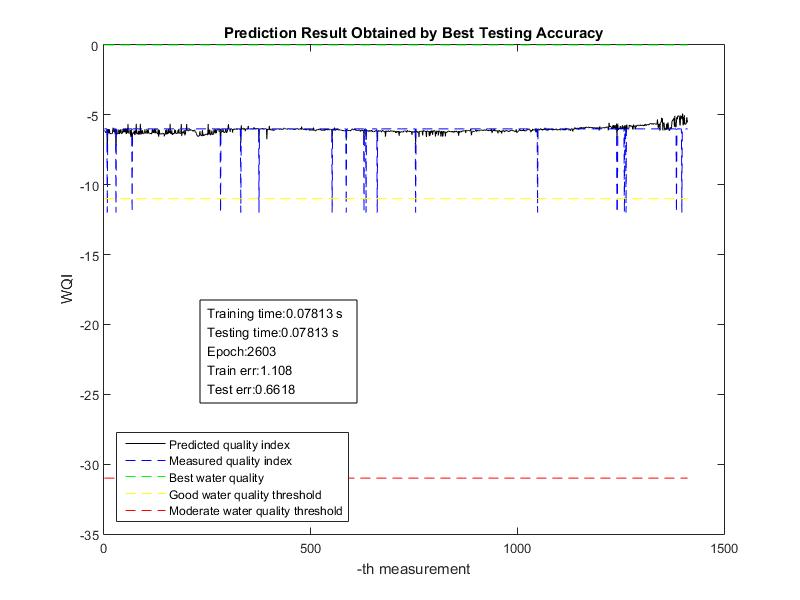 Prediction Result Obtained by Best Testing Accuracy
0
-5
-10
-15
-20
-25
-30
-35
WQI
Training time:0.07813 s
Testing time:0.07813 s
Epoch:2603
Train err:1.108
Test err:0.6618
Predicted quality index
Measured quality index
Best water quality
Good water quality threshold
Moderate water quality threshold
0
500
1000
1500
-th measurement